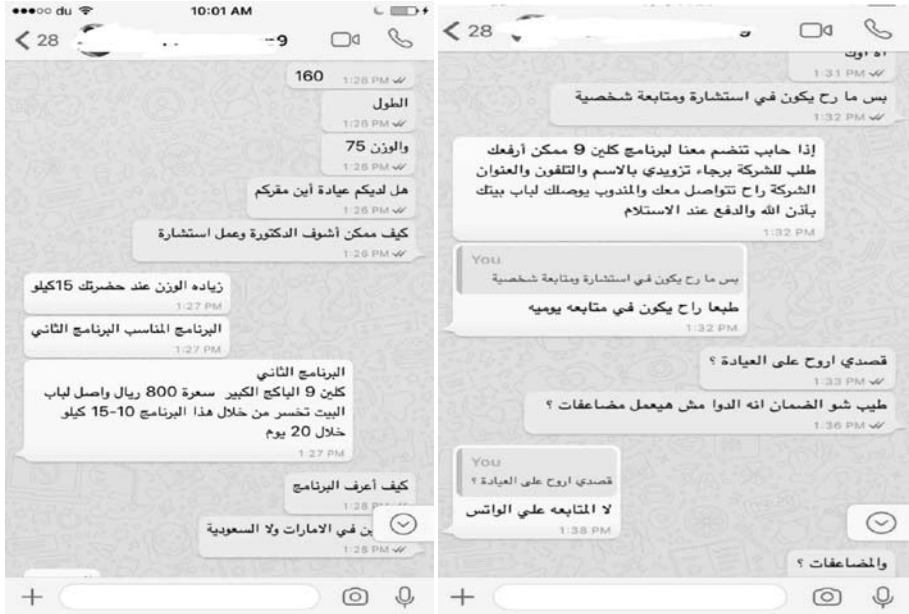 du
10:01 AM
28
9
160
1:26 PM
الطول
1:26 PM
والوزن 75
1:26 PM
هل لديكم عيادة أين مقركم
1:26 PM
كيف ممكن أشوف الدكتورة وعمل استشارة
1:26 PM
زياده الوزن عند حضرتك 15كيلو
1:27 PM
البرنامج المناسب البرنامج الثاني
1:27 PM
البرنامج الثاني
كلين 9 الباكج الكبير سعرة 800 ريال واصل لباب
البيت تخسر من خلال هذا البرنامج 10-15 كيلو
خلال 20 يوم
1:27 PM
كيف أعرف البرنامج
1:28 P
في الامارات ولا السعودية
1:28 PM
28
اوك
1:31 PM
بس ما رح يكون في استشارة ومتابعة شخصية
1:32 PM
إذا حابب تنضم معنا لبرنامج كلين 9 ممكن أرفعك
طلب للشركة برجاء تزويدي بالاسم والتلفون والعنوان
الشركة راح تتواصل معك والمندوب يوصلك لباب بيتك
بأذن الله والدفع عند الاستلام
1:32 PM
You
بس ما رح يكون في استشارة ومتابعة شخصية
طبعا راح يكون في متابعه يوميه
1:32 PM
قصدي اروح على العيادة ؟
1:33 PM
طيب شو الضمان انه الدوا مش هيعمل مضاعفات ؟
1:36 PM
You
قصدي اروح على العيادة ؟
لا المتابعه علي الواتس
1:38 PM
والمضاعفات ؟